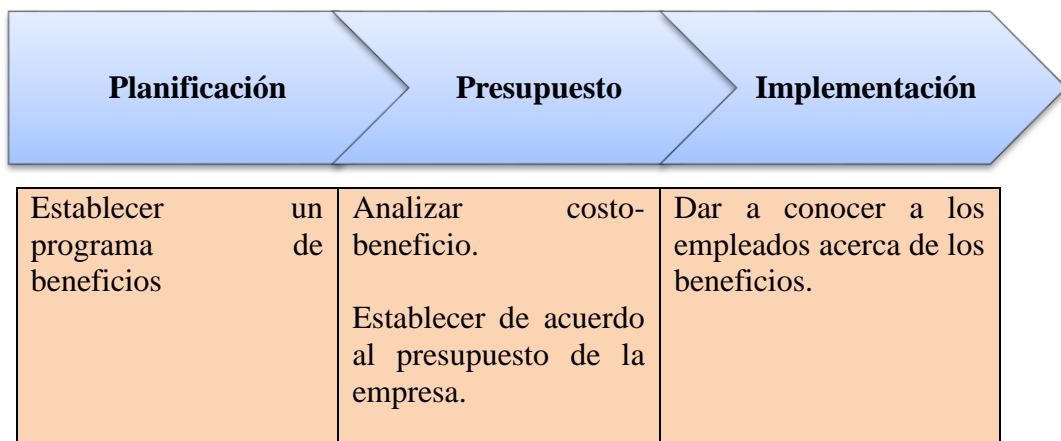 Planificación
Presupuesto
Implementación
Establecer un
programa de
beneficios
Analizar costo-
beneficio.
Establecer de acuerdo
al presupuesto de la
empresa.
Dar a conocer a los
empleados acerca de los
beneficios.